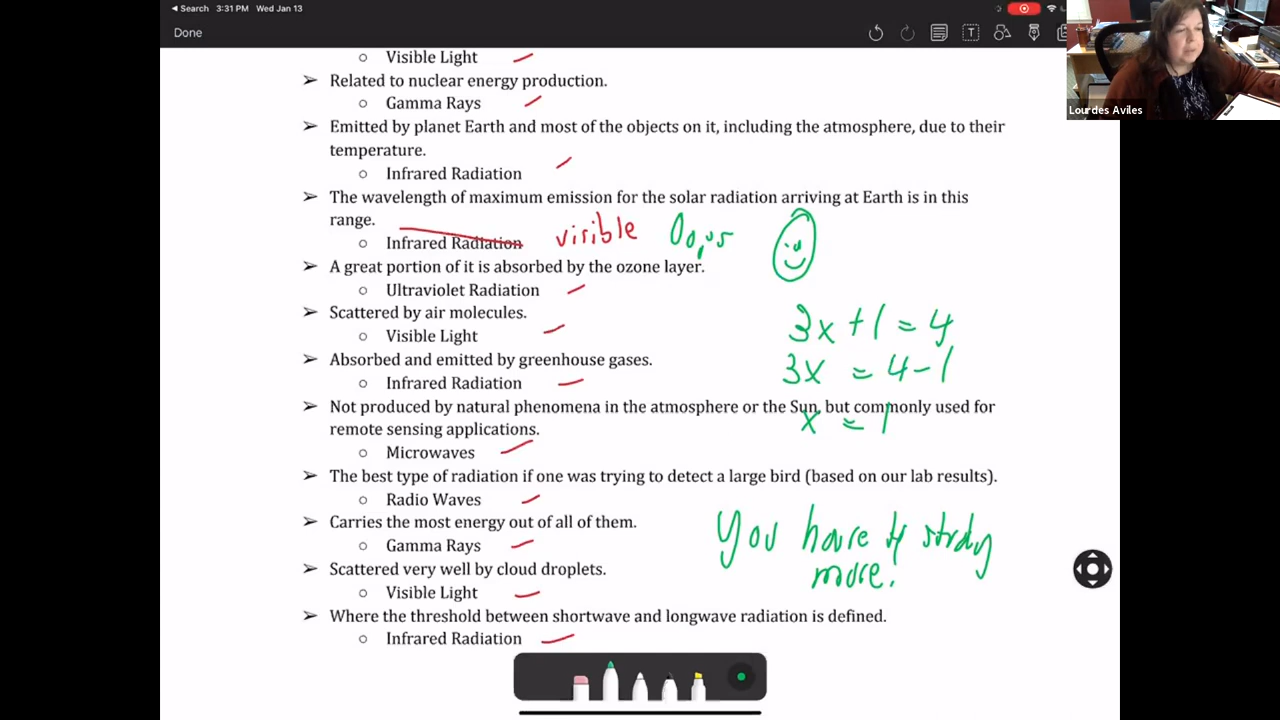 Search 3:31 PM Wed Jan 13
Done
Lourdes Aviles
○ Visible Light
➢ Related to nuclear energy production.
○ Gamma Rays
➢ Emitted by planet Earth and most of the objects on it, including the atmosphere, due to their
temperature.
○ Infrared Radiation
➢ The wavelength of maximum emission for the solar radiation arriving at Earth is in this
range.
○ Infrared Radiation visible
➢ A great portion of it is absorbed by the ozone layer.
○ Ultraviolet Radiation
➢ Scattered by air molecules.
3x + 1 = 4
○ Visible Light
➢ Absorbed and emitted by greenhouse gases.
3x = 4 - 1
○ Infrared Radiation
➢ Not produced by natural phenomena in the atmosphere or the Sun, but commonly used for
x = 1
remote sensing applications.
○ Microwaves
➢ The best type of radiation if one was trying to detect a large bird (based on our lab results).
○ Radio Waves
➢ Carries the most energy out of all of them.
You have study
○ Gamma Rays
➢ Scattered very well by cloud droplets.
more.
○ Visible Light
➢ Where the threshold between shortwave and longwave radiation is defined.
○ Infrared Radiation